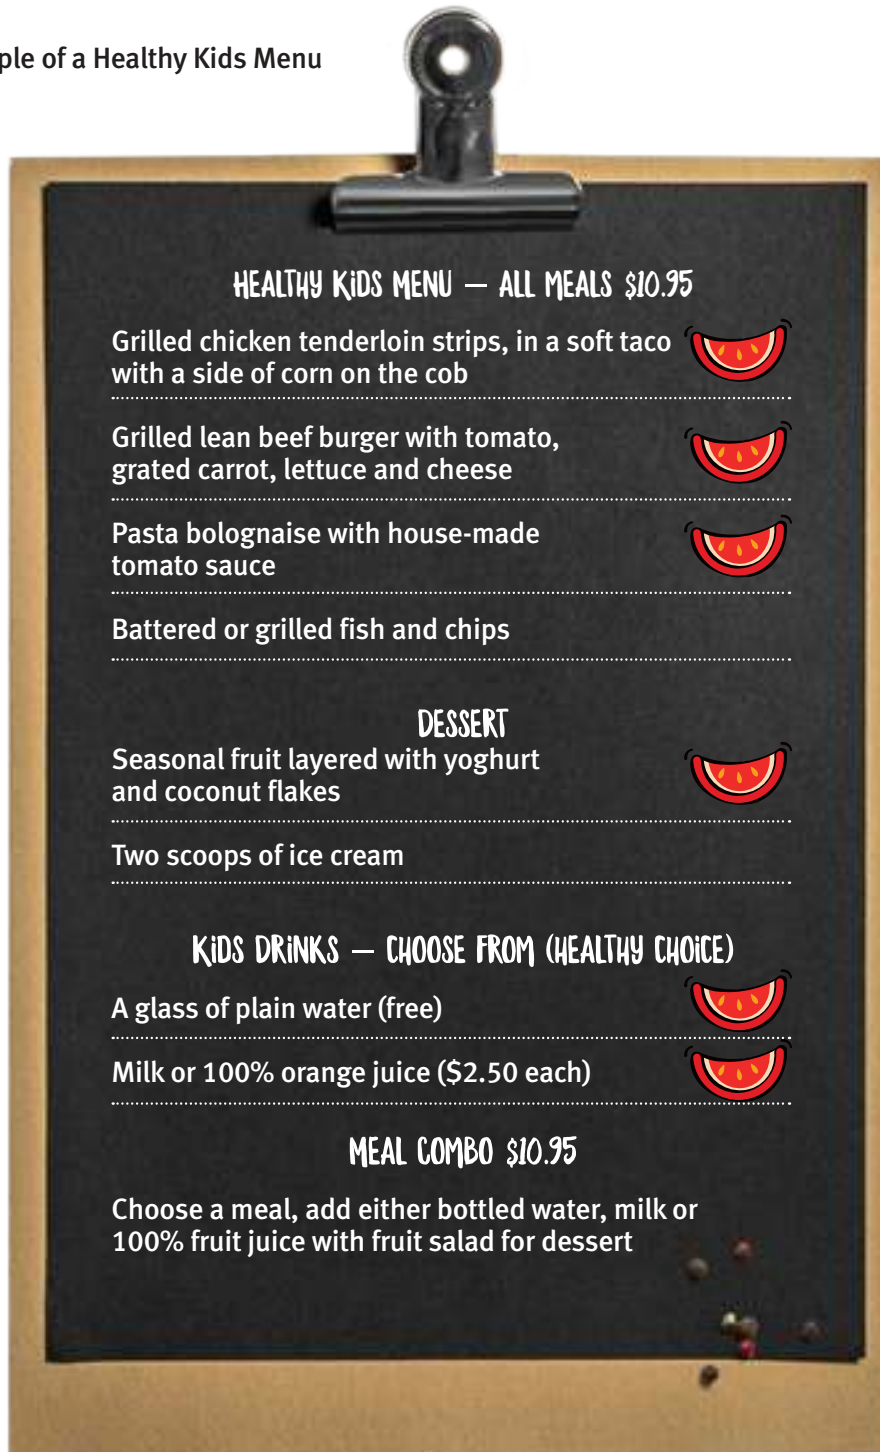 ple of a Healthy Kids Menu
HEALTHY KIDS MENU — ALL MEALS $10.95
Grilled chicken tenderloin strips, in a soft taco
with a side of corn on the cob
Grilled lean beef burger with tomato,
grated carrot, lettuce and cheese
Pasta bolognaise with house-made
tomato sauce
Battered or grilled fish and chips
DESSERT
Seasonal fruit layered with yoghurt
and coconut flakes
Two scoops of ice cream
KIDS DRINKS — CHOOSE FROM (HEALTHY CHOICE)
A glass of plain water (free)
Milk or 100% orange juice ($2.50 each)
MEAL COMBO $10.95
Choose a meal, add either bottled water, milk or
100% fruit juice with fruit salad for dessert